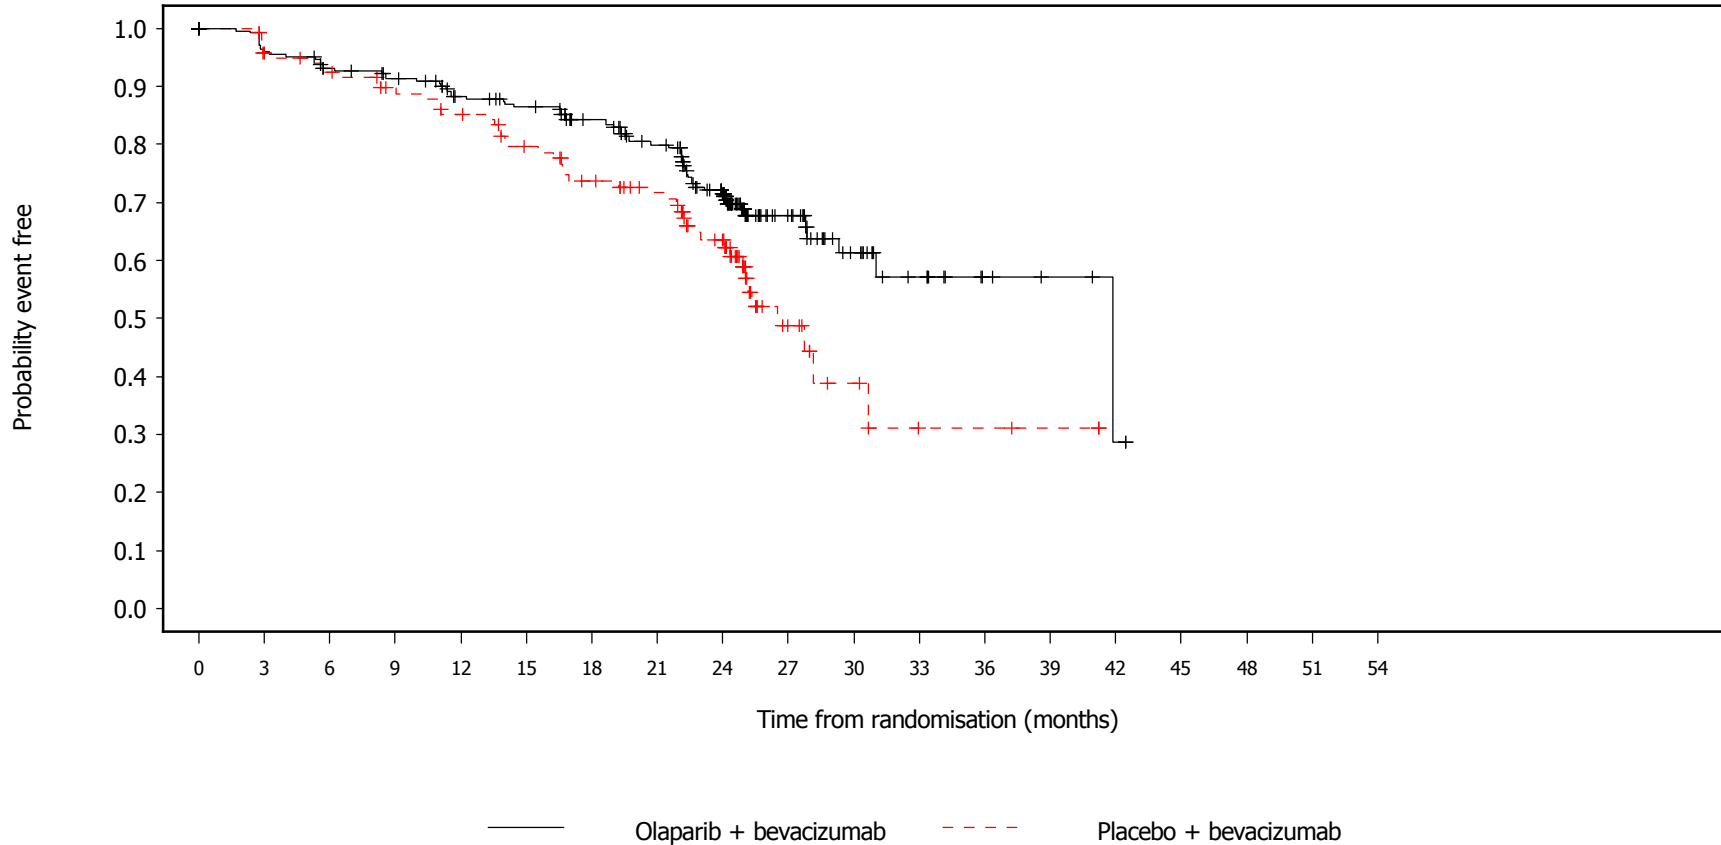 1.0
0.9
0.8
0.7
0.6
0.5
0.4
0.3
0.2
0.1
0.0
Probability event free
0 3 6 9 12 15 18 21 24 27 30 33 36 39 42 45 48 51 54
Time from randomisation (months)
Olaparib + bevacizumab Placebo + bevacizumab